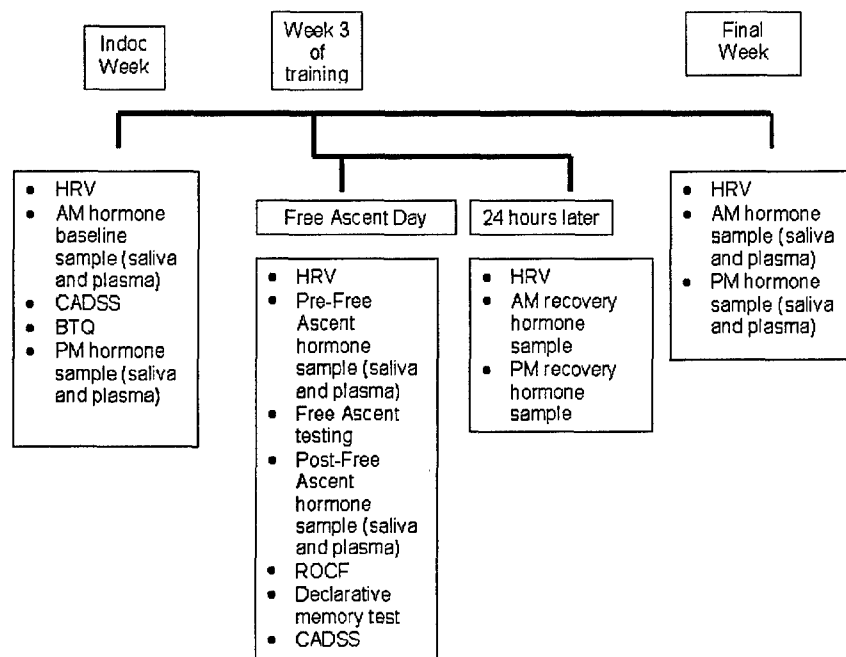 Indoc
Week
Week 3
of
training
Final
Week
• HRV
• AM hormone
baseline
sample (saliva
and plasma)
• CADSS
• BTQ
• PM hormone
sample (saliva
and plasma)
Free Ascent Day
• HRV
• Pre-Free
Ascent
hormone
sample (saliva
and plasma)
• Free Ascent
testing
• Post-Free
Ascent
hormone
sample (saliva
and plasma)
• ROCF
• Declarative
memory test
• CADSS
24 hours later
• HRV
• AM recovery
hormone
sample
• PM recovery
hormone
sample
• HRV
• AM hormone
sample (saliva
and plasma)
• PM hormone
sample (saliva
and plasma)